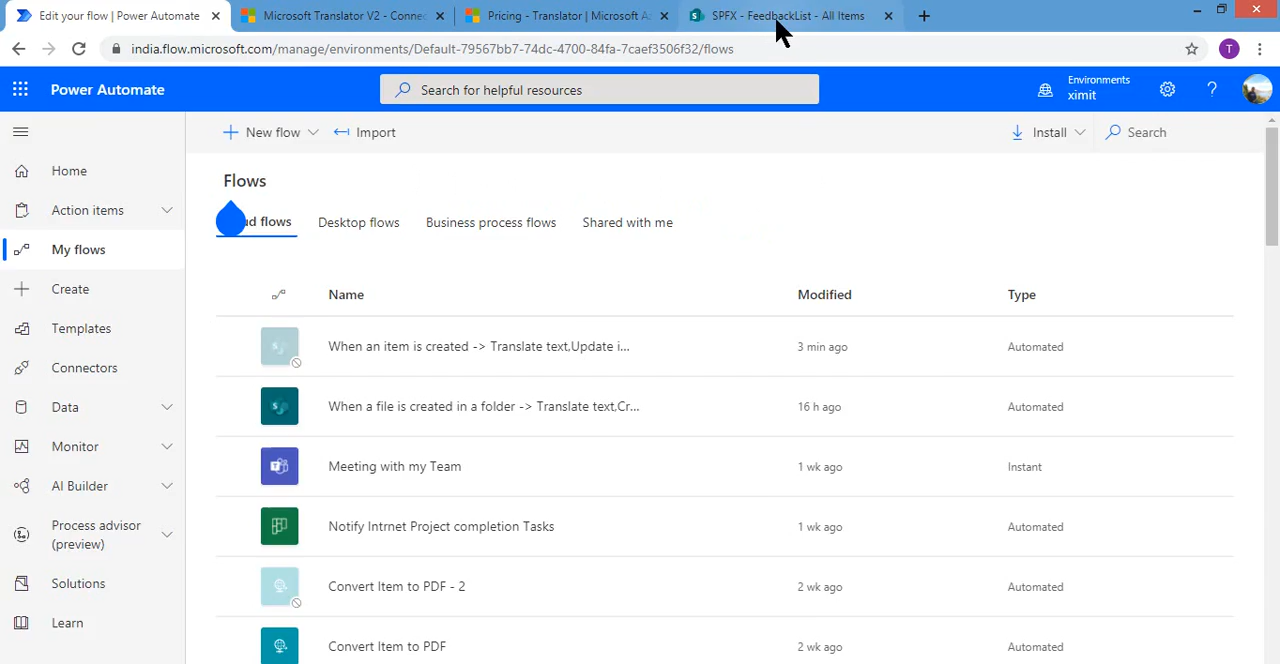 Edit your flow | Power Automate
Microsoft Translator V2 - Connec
Pricing - Translator | Microsoft A
SPFX - FeedbackList - All Items
india.flow.microsoft.com/manage/environments/Default-79567bb7-74dc-4700-84fa-7caef3506f32/flows
T
Power Automate
Search for helpful resources
Environments
ximit
?
New flow
Import
Install
Search
Home
Action items
My flows
Create
Templates
Connectors
Data
Monitor
AI Builder
Process advisor
(preview)
Solutions
Learn
Flows
ud flows
Desktop flows
Business process flows
Shared with me
Name
Modified
Type
When an item is created -> Translate text,Update i...
3 min ago
Automated
When a file is created in a folder -> Translate text,Cr...
16 h ago
Automated
Meeting with my Team
1 wk ago
Instant
Notify Intrnet Project completion Tasks
1 wk ago
Automated
Convert Item to PDF - 2
2 wk ago
Automated
Convert Item to PDF
2 wk ago
Automated